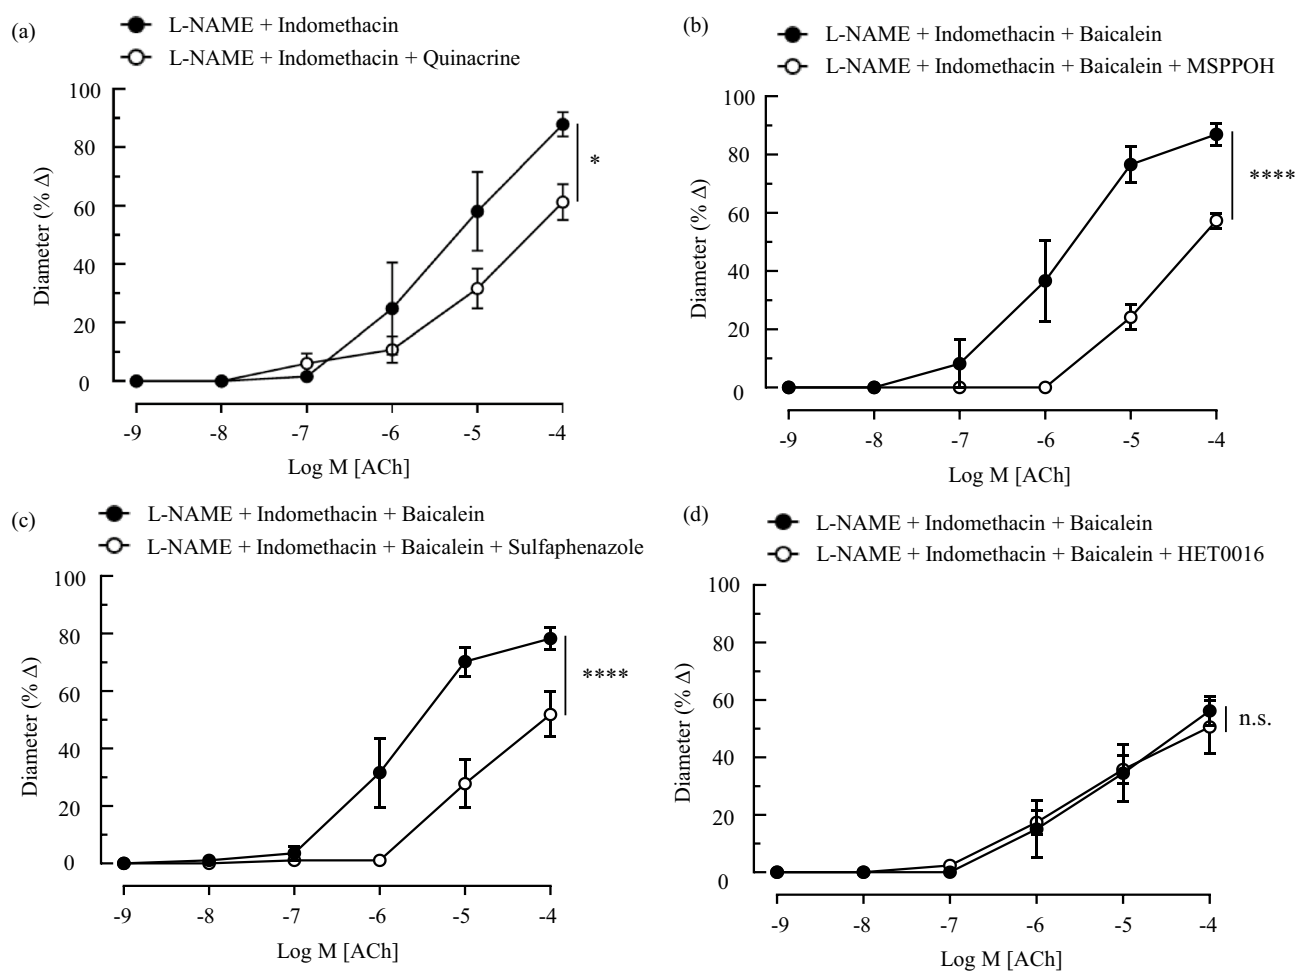 (a)
L-NAME + Indomethacin
L-NAME + Indomethacin + Quinacrine
100
80
60
40
20
0
Diameter (% Δ)
*
-9 -8 -7 -6 -5 -4
Log M [ACh]
(b)
L-NAME + Indomethacin + Baicalein
L-NAME + Indomethacin + Baicalein + MSPPOH
100
80
60
40
20
0
Diameter (% Δ)
****
-9 -8 -7 -6 -5 -4
Log M [ACh]
(c)
L-NAME + Indomethacin + Baicalein
L-NAME + Indomethacin + Baicalein + Sulfaphenazole
100
80
60
40
20
0
Diameter (% Δ)
****
-9 -8 -7 -6 -5 -4
Log M [ACh]
(d)
L-NAME + Indomethacin + Baicalein
L-NAME + Indomethacin + Baicalein + HET0016
100
80
60
40
20
0
Diameter (% Δ)
n.s.
-9 -8 -7 -6 -5 -4
Log M [ACh]